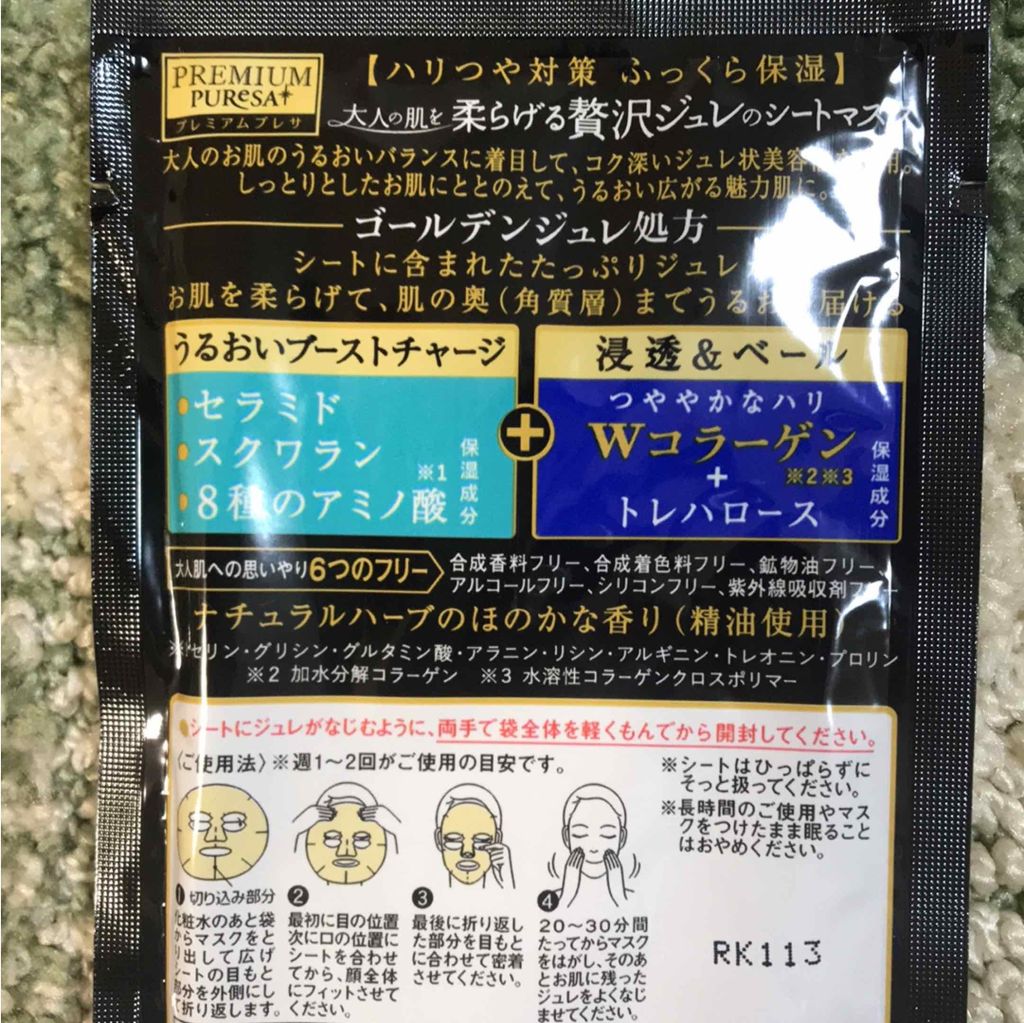 PREMIUM
PUReSA
プレミアムプレサ
【ハリつや対策 ふっくら保湿】
大人の肌を柔らげる贅沢ジュレのシートマスク
大人のお肌のうるおいバランスに着目して、コク深いジュレ状美容 用。
しっとりとしたお肌にととのえて、うるおい広がる魅力肌に。
ゴールデンジュレ処方
シートに含まれたたっぷりジュレ
お肌を柔らげて、肌の奥(角質層)までうるお 届ける
うるおいブーストチャージ
・セラミド
・スクワラン
・8種のアミノ酸
※1
保湿成分
+
浸透&ベール
つややかなハリ
Wコラーゲン
※2※3
+
トレハロース
保湿成分
大人肌への思いやり6つのフリー
合成香料フリー、合成着色料フリー、鉱物油フリー、
アルコールフリー、シリコンフリー、紫外線吸収剤フリー
ナチュラルハーブのほのかな香り(精油使用)
※1セリン・グリシン・グルタミン酸・アラニン・リシン・アルギニン・トレオニン・プロリン
※2 加水分解コラーゲン ※3 水溶性コラーゲンクロスポリマー
●シートにジュレがなじむように、両手で袋全体を軽くもんでから開封してください。
〈ご使用法〉※週1〜2回がご使用の目安です。
※シートはひっぱらずに
そっと扱ってください。
※長時間のご使用やマス
クをつけたまま眠ること
はおやめください。
1 切り込み部分
化粧水のあと袋
からマスクをと
り出して広げ
シートの目もと
部分を外側にし
て折り返します。
2
最初に目の位置
次に口の位置に
シートを合わせ
てから、顔全体
にフィットさせて
ください。
3
最後に折り返し
た部分を目もと
に合わせて密着
させてください。
4
20〜30分間
たってからマスク
をはがし、そのあ
とお肌に残った
ジュレをよくなじ
ませてください。
RK113